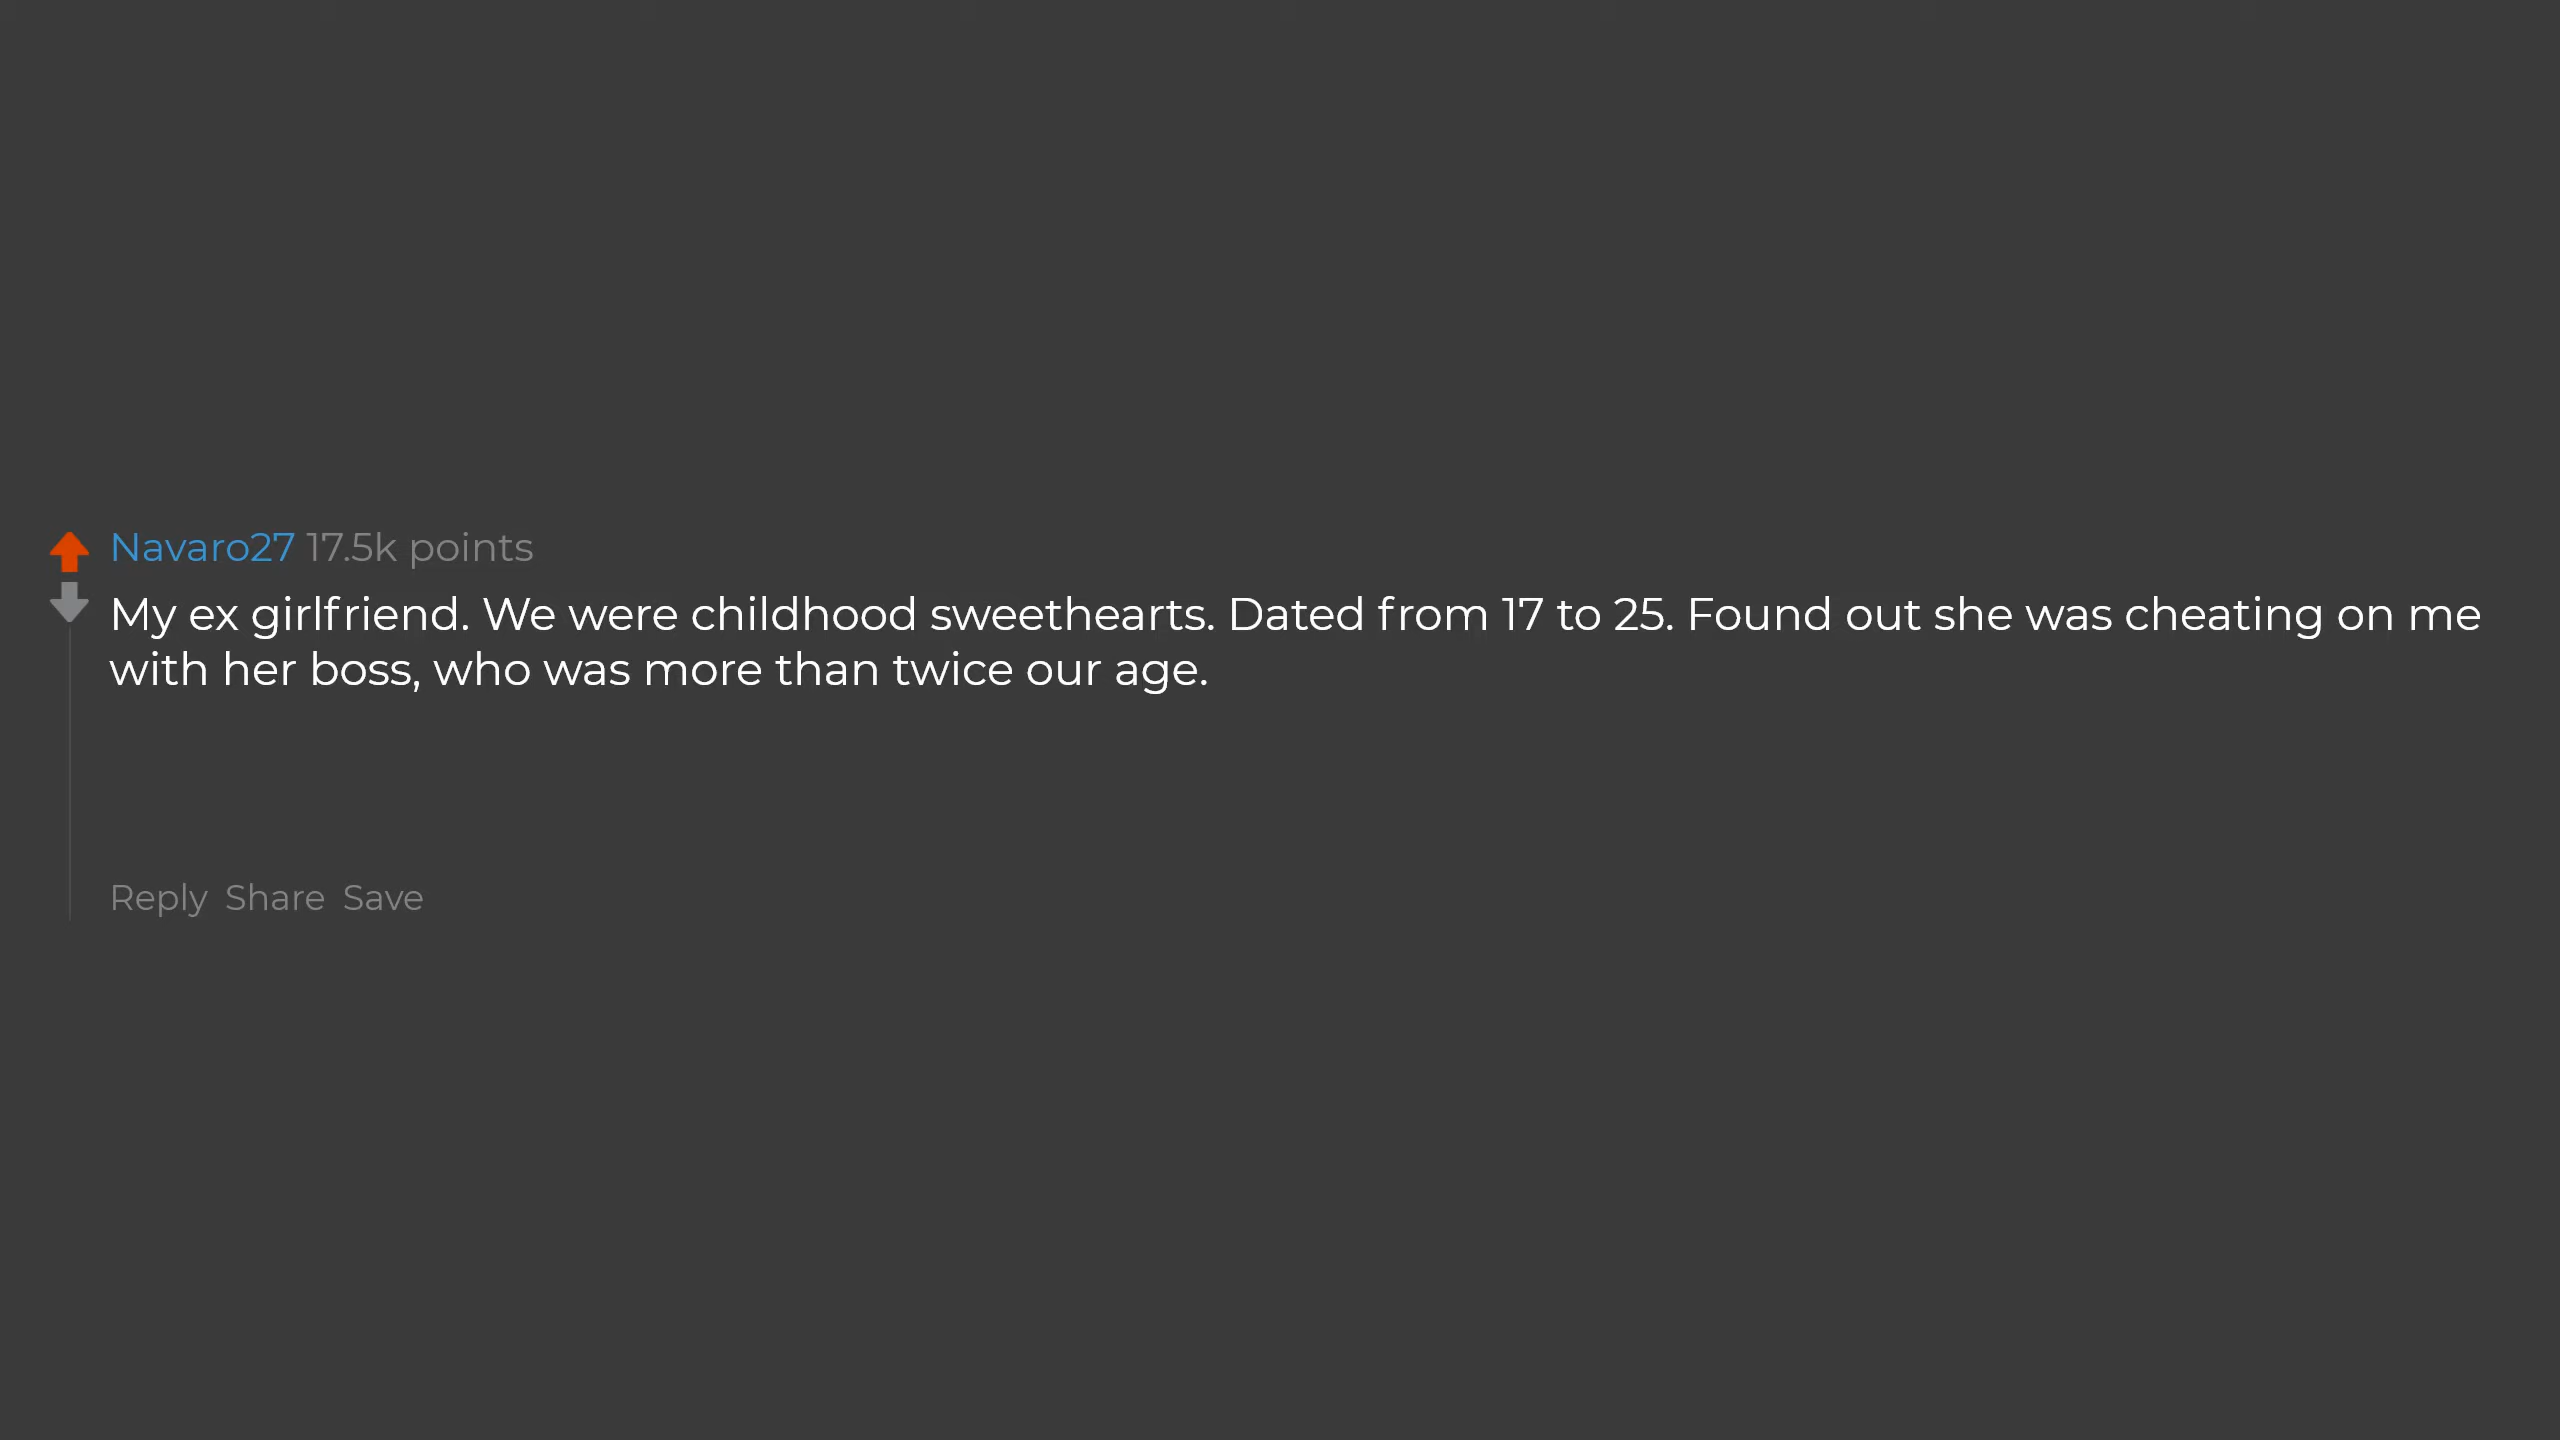 Navaro27 17.5k points
My ex girlfriend. We were childhood sweethearts. Dated from 17 to 25. Found out she was cheating on me
with her boss, who was more than twice our age.
Reply Share Save